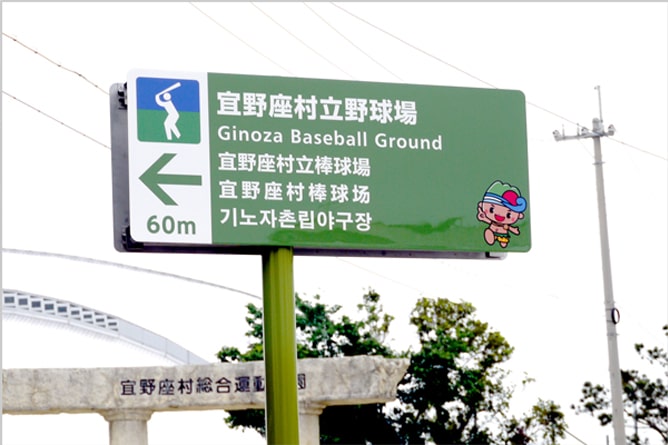 宜野座村立野球場
Ginoza Baseball Ground
宜野座村立棒球場
宜野座村棒球场
기노자촌립야구장
60m
宜野座村総合運動園